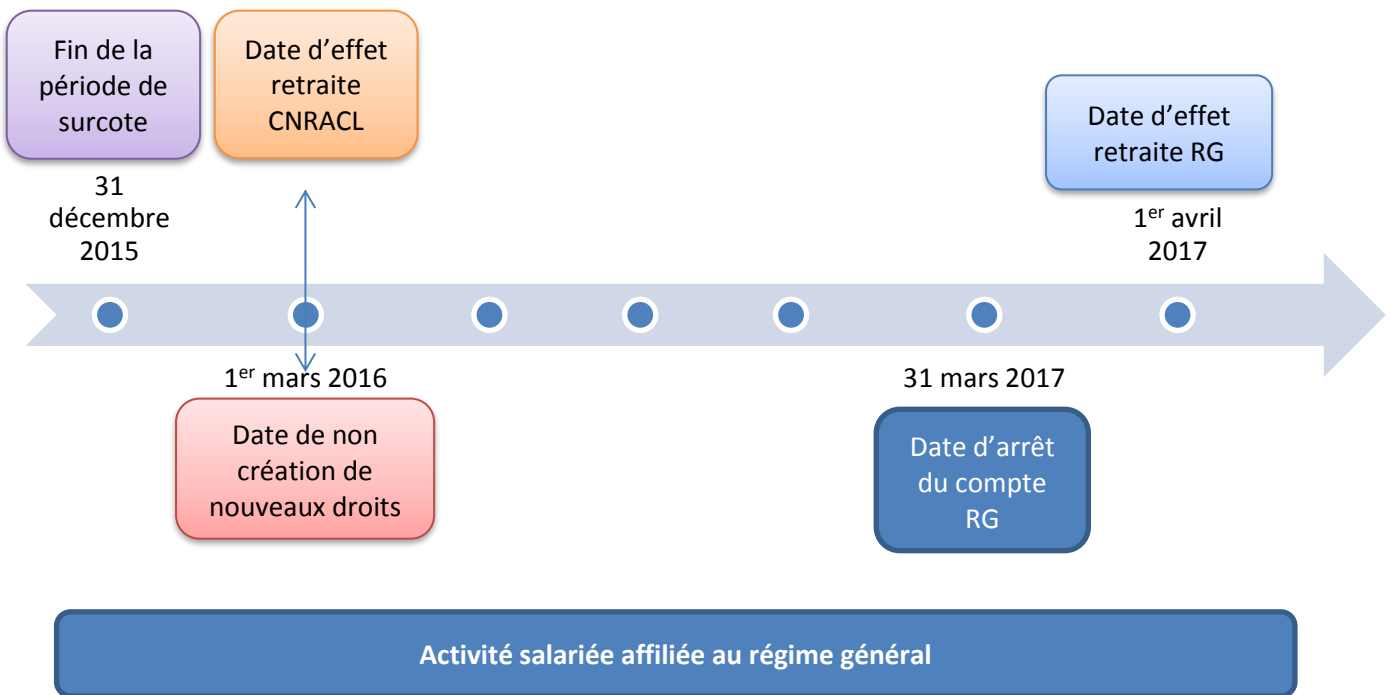 Fin de la
période de
surcote
Date d’effet
retraite
CNRACL
Date d’effet
retraite RG
31
décembre
2015
1er avril
2017
1er mars 2016
31 mars 2017
Date de non
création de
nouveaux droits
Date d’arrêt
du compte
RG
Activité salariée affiliée au régime général